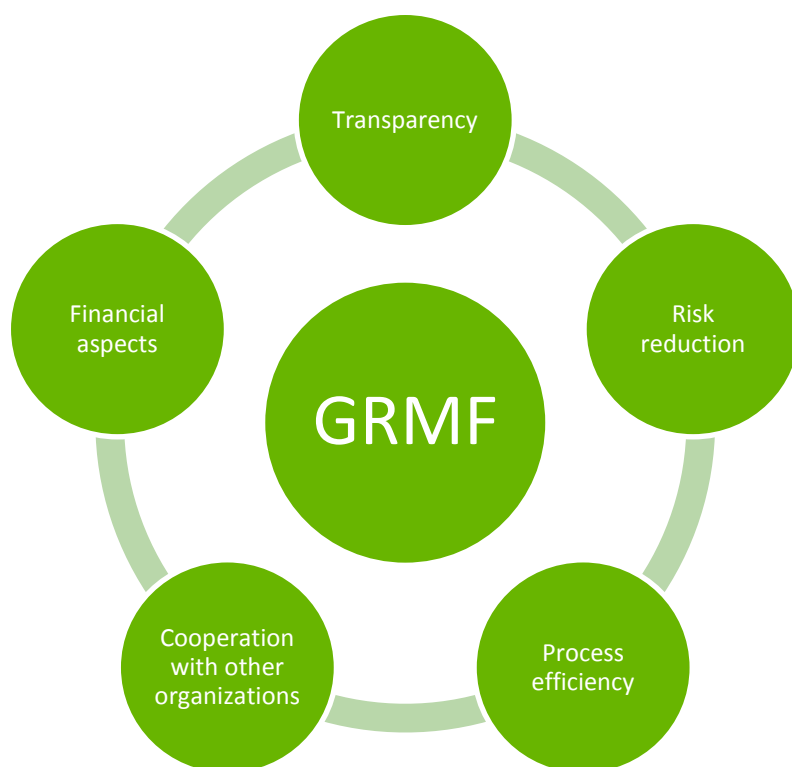 Transparency
Risk
reduction
Process
efficiency
Cooperation
with other
organizations
Financial
aspects
GRMF